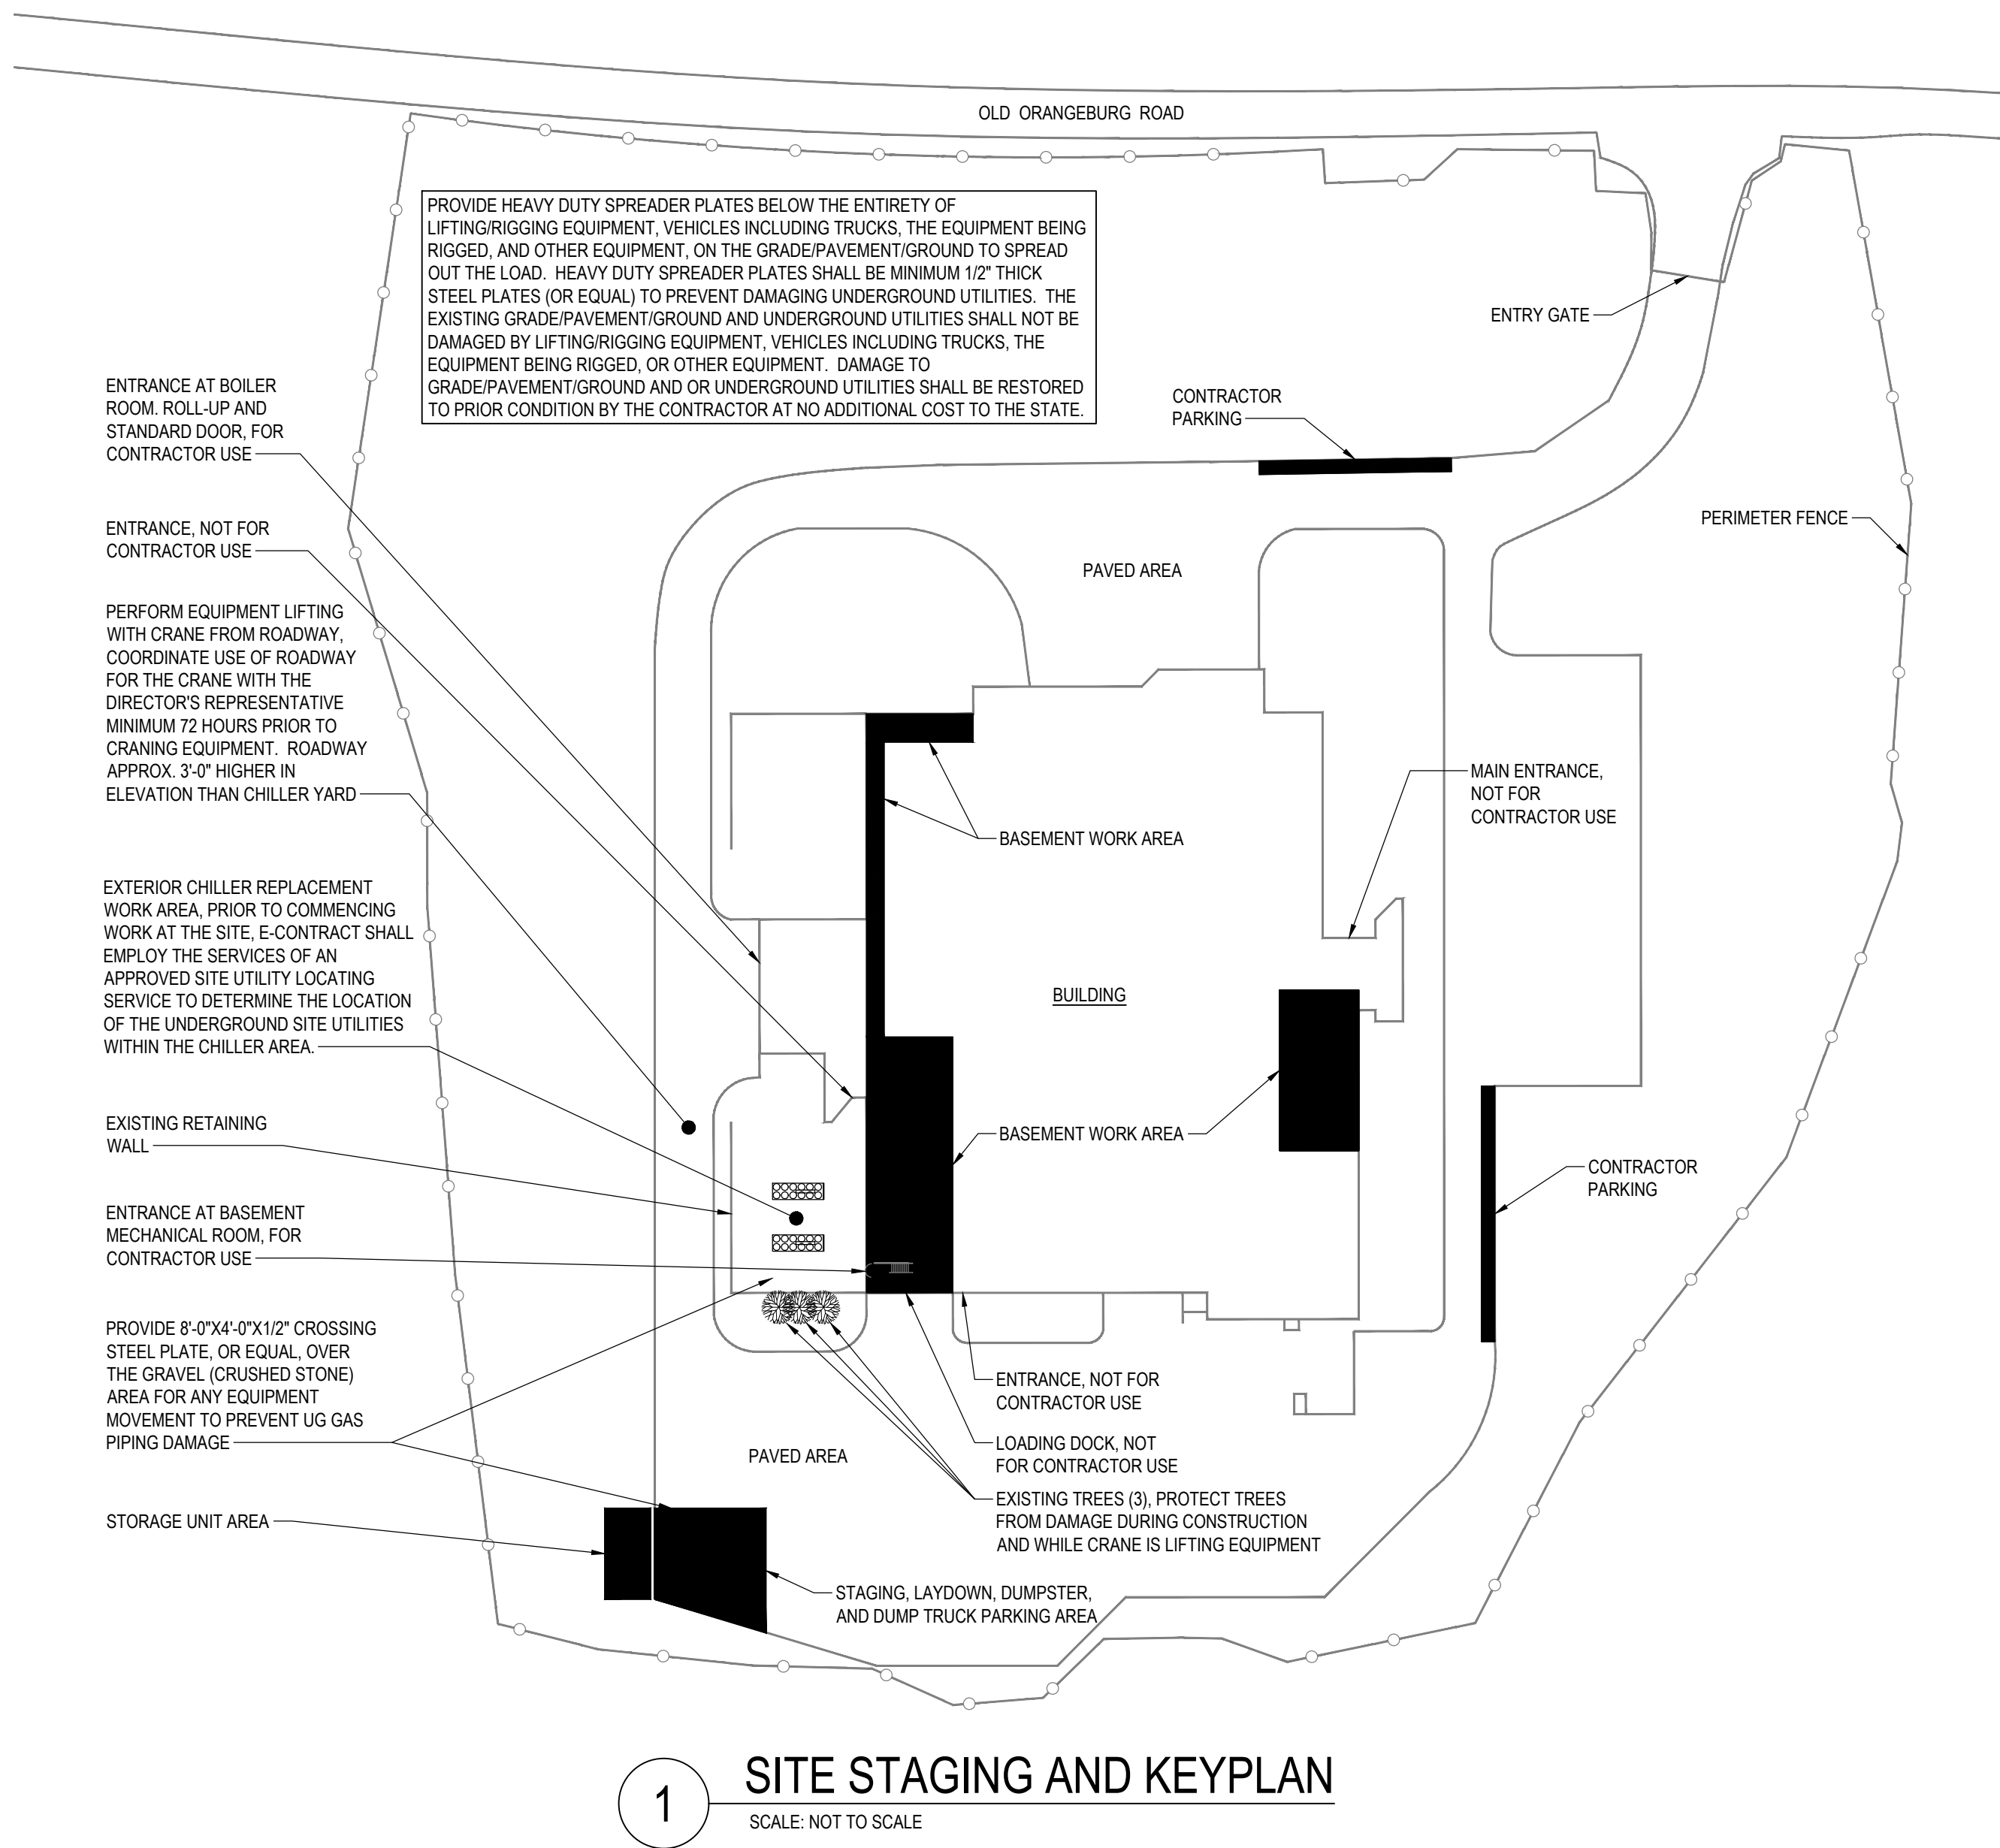 OLD ORANGEBURG ROAD
PROVIDE HEAVY DUTY SPREADER PLATES BELOW THE ENTIRETY OF
LIFTING/RIGGING EQUIPMENT, VEHICLES INCLUDING TRUCKS, THE EQUIPMENT BEING
RIGGED, AND OTHER EQUIPMENT, ON THE GRADE/PAVEMENT/GROUND TO SPREAD
OUT THE LOAD. HEAVY DUTY SPREADER PLATES SHALL BE MINIMUM 1/2" THICK
STEEL PLATES (OR EQUAL) TO PREVENT DAMAGING UNDERGROUND UTILITIES. THE
EXISTING GRADE/PAVEMENT/GROUND AND UNDERGROUND UTILITIES SHALL NOT BE
DAMAGED BY LIFTING/RIGGING EQUIPMENT, VEHICLES INCLUDING TRUCKS, THE
EQUIPMENT BEING RIGGED, OR OTHER EQUIPMENT. DAMAGE TO
GRADE/PAVEMENT/GROUND AND OR UNDERGROUND UTILITIES SHALL BE RESTORED
TO PRIOR CONDITION BY THE CONTRACTOR AT NO ADDITIONAL COST TO THE STATE.
ENTRY GATE
CONTRACTOR
PARKING
PERIMETER FENCE
PAVED AREA
ENTRANCE AT BOILER
ROOM. ROLL-UP AND
STANDARD DOOR, FOR
CONTRACTOR USE
ENTRANCE, NOT FOR
CONTRACTOR USE
PERFORM EQUIPMENT LIFTING
WITH CRANE FROM ROADWAY,
COORDINATE USE OF ROADWAY
FOR THE CRANE WITH THE
DIRECTOR'S REPRESENTATIVE
MINIMUM 72 HOURS PRIOR TO
CRANING EQUIPMENT. ROADWAY
APPROX. 3'-0" HIGHER IN
ELEVATION THAN CHILLER YARD
MAIN ENTRANCE,
NOT FOR
CONTRACTOR USE
BASEMENT WORK AREA
EXTERIOR CHILLER REPLACEMENT
WORK AREA, PRIOR TO COMMENCING
WORK AT THE SITE, E-CONTRACT SHALL
EMPLOY THE SERVICES OF AN
APPROVED SITE UTILITY LOCATING
SERVICE TO DETERMINE THE LOCATION
OF THE UNDERGROUND SITE UTILITIES
WITHIN THE CHILLER AREA.
BUILDING
EXISTING RETAINING
WALL
BASEMENT WORK AREA
CONTRACTOR
PARKING
ENTRANCE AT BASEMENT
MECHANICAL ROOM, FOR
CONTRACTOR USE
PROVIDE 8'-0"X4'-0"X1/2" CROSSING
STEEL PLATE, OR EQUAL, OVER
THE GRAVEL (CRUSHED STONE)
AREA FOR ANY EQUIPMENT
MOVEMENT TO PREVENT UG GAS
PIPING DAMAGE
ENTRANCE, NOT FOR
CONTRACTOR USE
PAVED AREA
LOADING DOCK, NOT
FOR CONTRACTOR USE
EXISTING TREES (3), PROTECT TREES
FROM DAMAGE DURING CONSTRUCTION
AND WHILE CRANE IS LIFTING EQUIPMENT
STORAGE UNIT AREA
STAGING, LAYDOWN, DUMPSTER,
AND DUMP TRUCK PARKING AREA
1
SITE STAGING AND KEYPLAN
SCALE: NOT TO SCALE